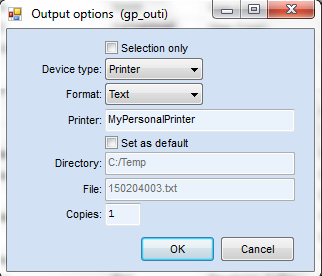 Output options (gp_outi)
Selection only
Device type: Printer
Format: Text
Printer: MyPersonalPrinter
Set as default
Directory: C:/Temp
File: 150204003.txt
Copies: 1
OK Cancel